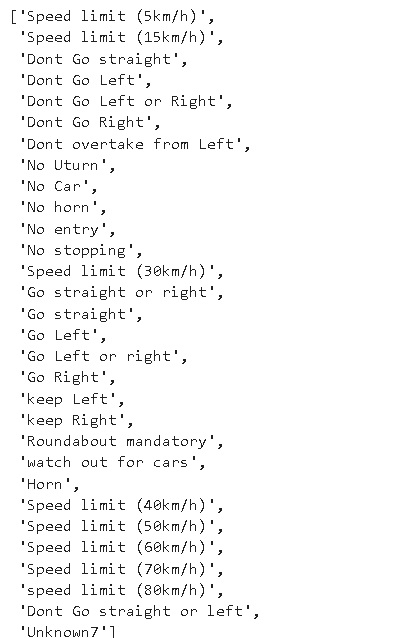 ['Speed limit (5km/h)',
'Speed limit (15km/h)',
'Dont Go straight',
'Dont Go Left',
'Dont Go Left or Right',
'Dont Go Right',
'Dont overtake from Left',
'No Uturn',
'No Car',
'No horn',
'No entry',
'No stopping',
'Speed limit (30km/h)',
'Go straight or right',
'Go straight',
'Go Left',
'Go Left or right',
'Go Right',
'keep Left',
'keep Right',
'Roundabout mandatory',
'watch out for cars',
'Horn',
'Speed limit (40km/h)',
'Speed limit (50km/h)',
'Speed limit (60km/h)',
'Speed limit (70km/h)',
'speed limit (80km/h)',
'Dont Go straight or left',
'Unknown7']